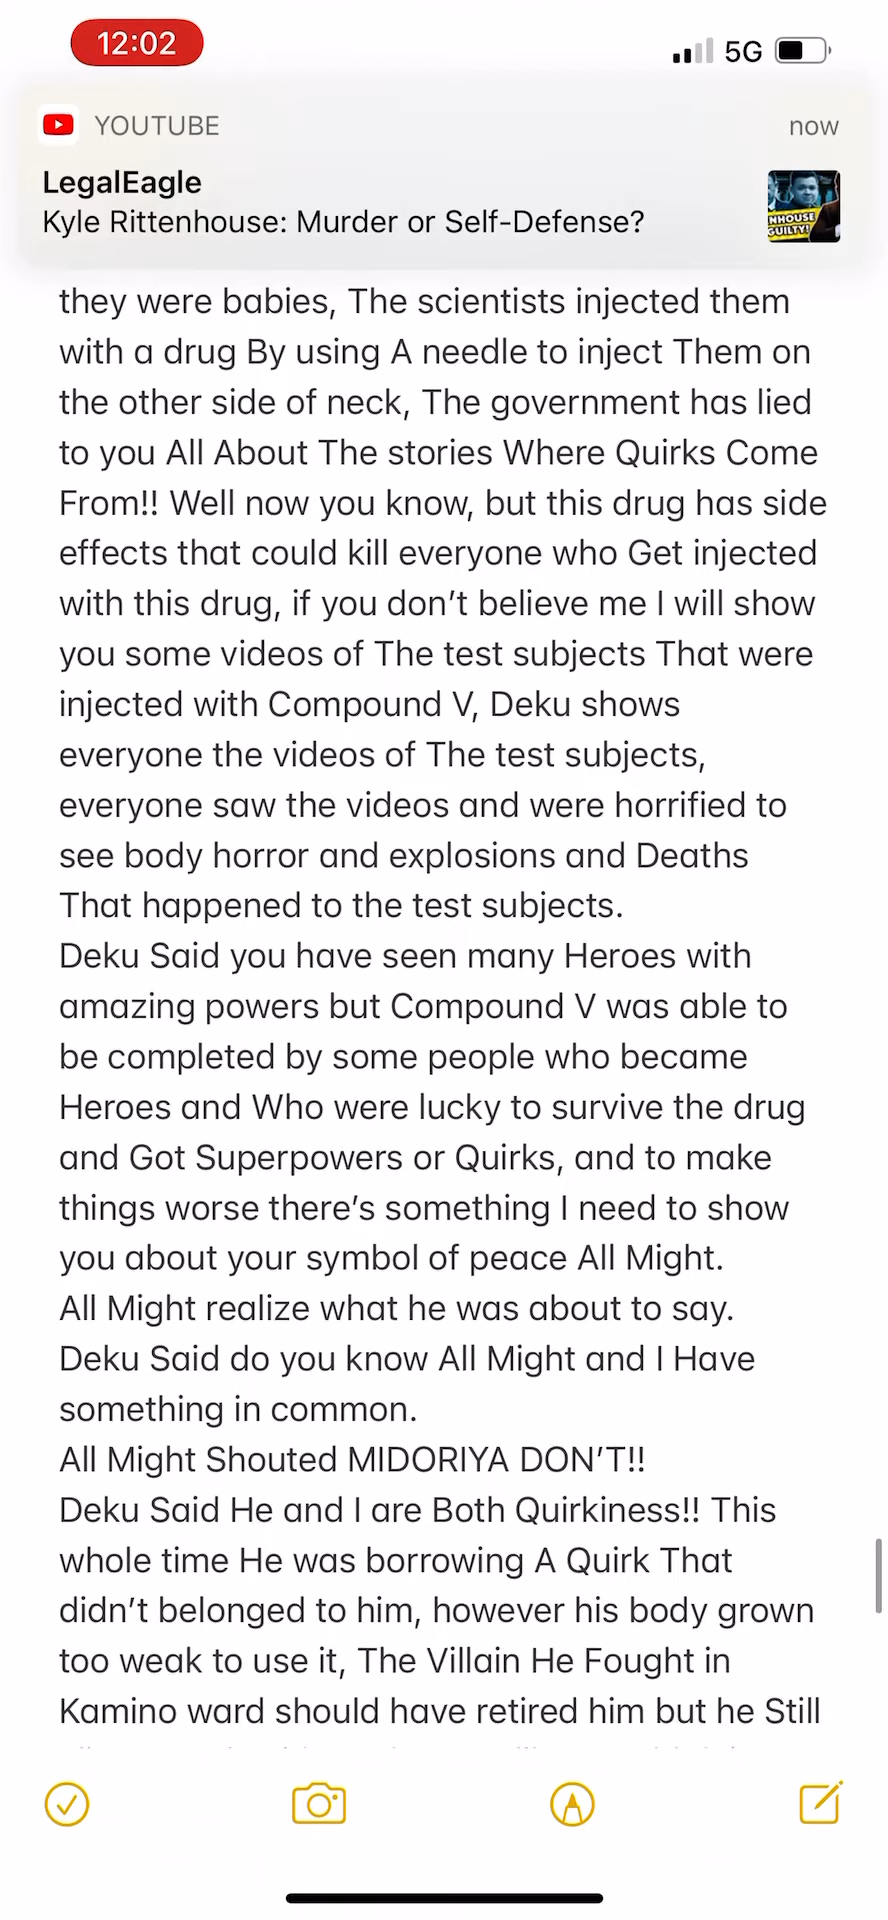 12:02
5G
YOUTUBE
now
LegalEagle
Kyle Rittenhouse: Murder or Self-Defense?
NHOUSE
GUILTY!
they were babies, The scientists injected them
with a drug By using A needle to inject Them on
the other side of neck, The government has lied
to you All About The stories Where Quirks Come
From!! Well now you know, but this drug has side
effects that could kill everyone who Get injected
with this drug, if you don’t believe me I will show
you some videos of The test subjects That were
injected with Compound V, Deku shows
everyone the videos of The test subjects,
everyone saw the videos and were horrified to
see body horror and explosions and Deaths
That happened to the test subjects.
Deku Said you have seen many Heroes with
amazing powers but Compound V was able to
be completed by some people who became
Heroes and Who were lucky to survive the drug
and Got Superpowers or Quirks, and to make
things worse there’s something I need to show
you about your symbol of peace All Might.
All Might realize what he was about to say.
Deku Said do you know All Might and I Have
something in common.
All Might Shouted MIDORIYA DON’T!!
Deku Said He and I are Both Quirkiness!! This
whole time He was borrowing A Quirk That
didn’t belonged to him, however his body grown
too weak to use it, The Villain He Fought in
Kamino ward should have retired him but he Still